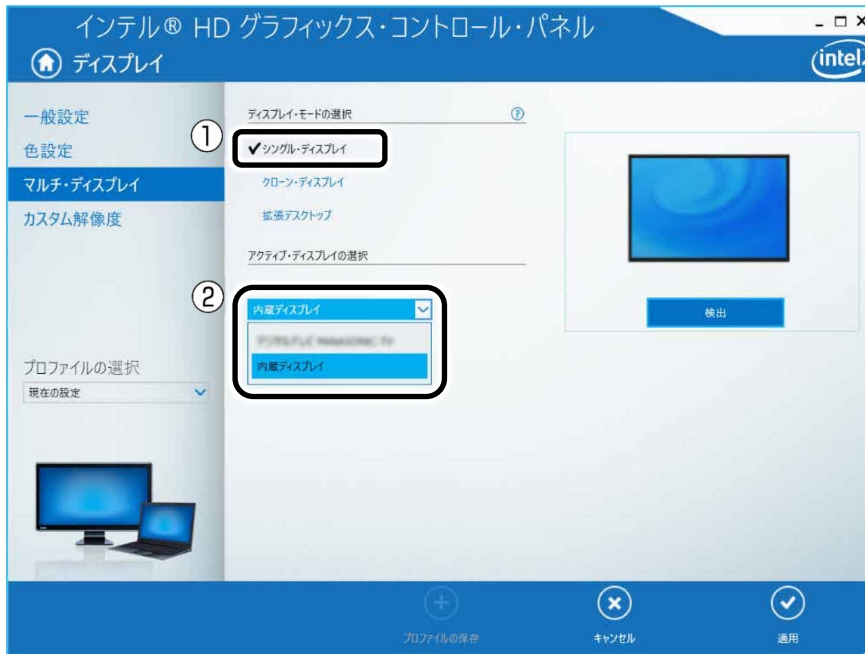 インテル® HD グラフィックス・コントロール・パネル
ディスプレイ
intel
一般設定
色設定
マルチ・ディスプレイ
カスタム解像度
プロファイルの選択
現在の設定
ディスプレイ・モードの選択
①
シングル・ディスプレイ
クローン・ディスプレイ
拡張デスクトップ
アクティブ・ディスプレイの選択
②
内蔵ディスプレイ
内蔵ディスプレイ
検出
プロファイルの保存
キャンセル
適用